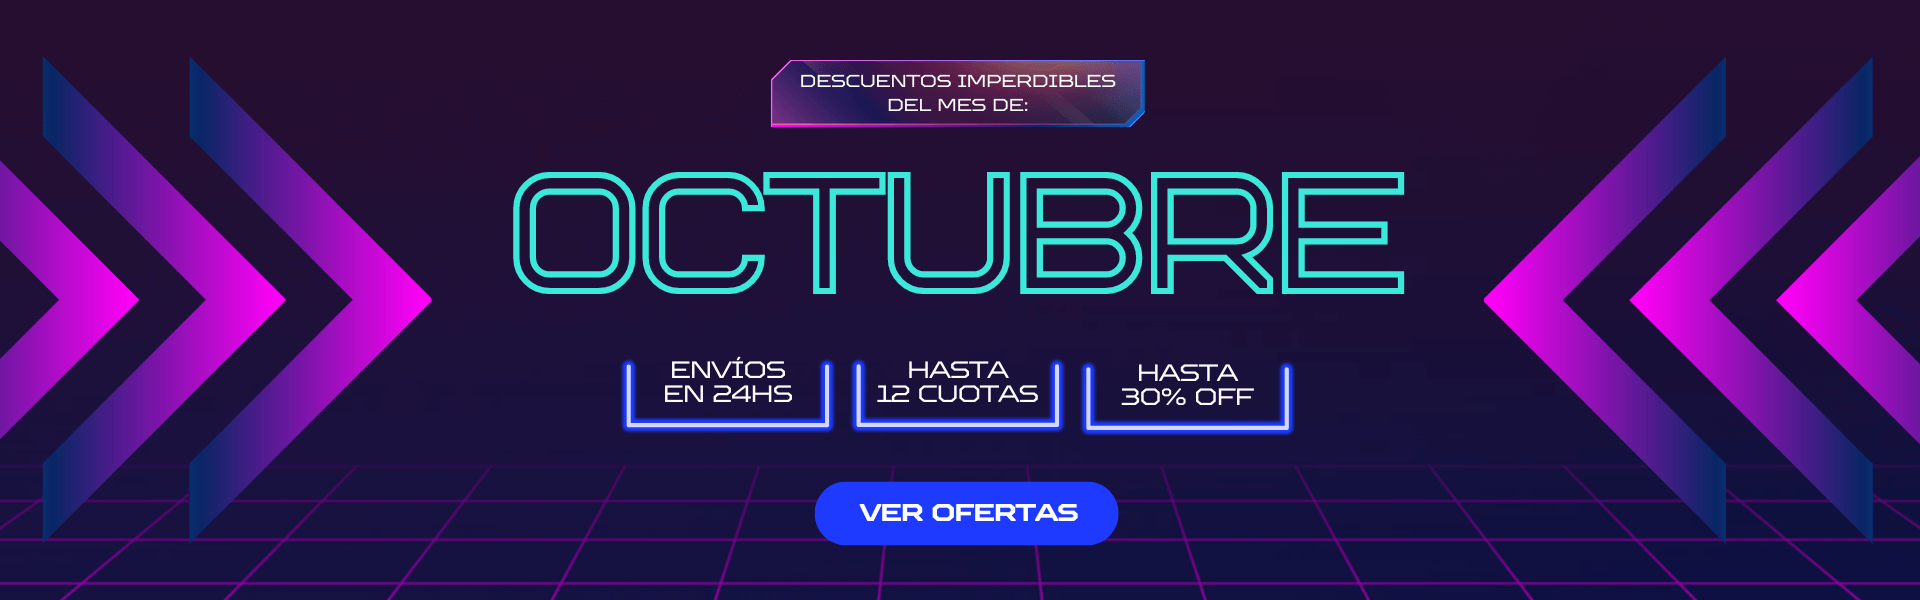 DESCUENTOS IMPERDIBLES
DEL MES DE:
OCTUBRE
ENVÍOS
EN 24HS
HASTA
12 CUOTAS
HASTA
30% OFF
VER OFERTAS